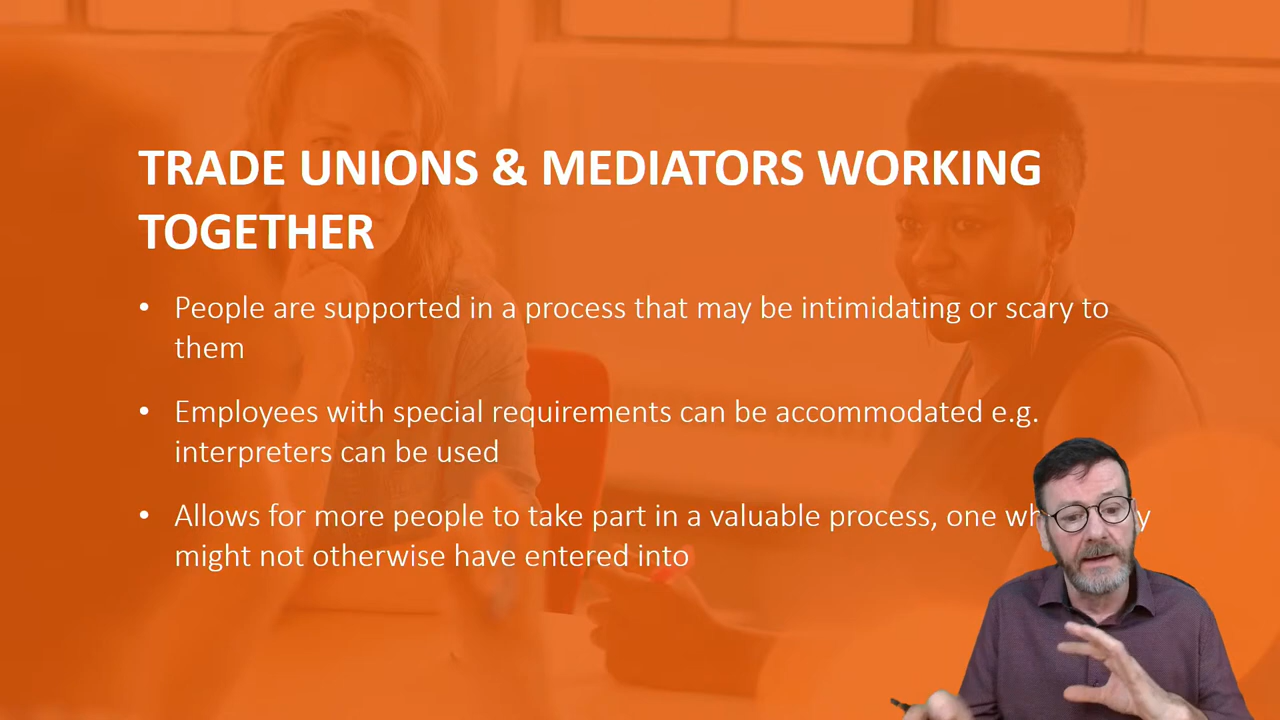 TRADE UNIONS & MEDIATORS WORKING
TOGETHER
• People are supported in a process that may be intimidating or scary to
them
• Employees with special requirements can be accommodated e.g.
interpreters can be used
• Allows for more people to take part in a valuable process, one
might not otherwise have entered into